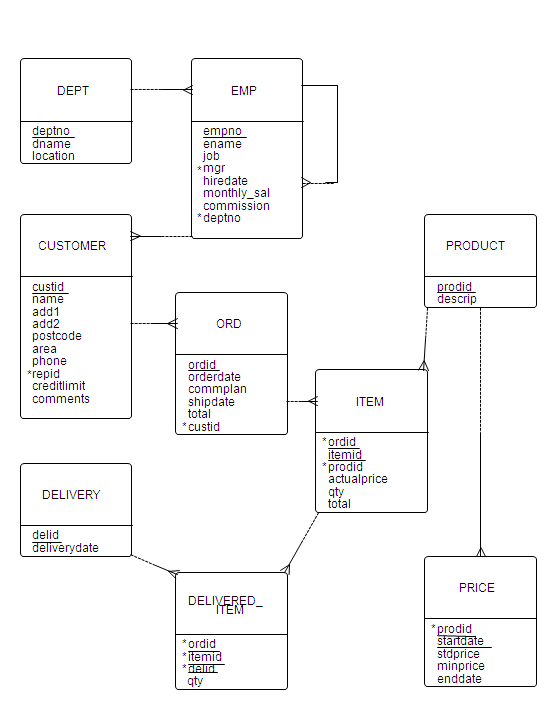 DEPT
deptno
dname
location
EMP
empno
ename
job
*mgr
hiredate
monthly_sal
commission
*deptno
CUSTOMER
custid
name
add1
add2
postcode
area
phone
*repid
creditlimit
comments
ORD
ordid
orderdate
commplan
shipdate
total
*custid
PRODUCT
prodid
descrip
ITEM
*ordid
itemid
*prodid
actualprice
qty
total
DELIVERY
delid
deliverydate
DELIVERED_
ITEM
*ordid
*itemid
*delid
qty
PRICE
*prodid
startdate
stdprice
minprice
enddate